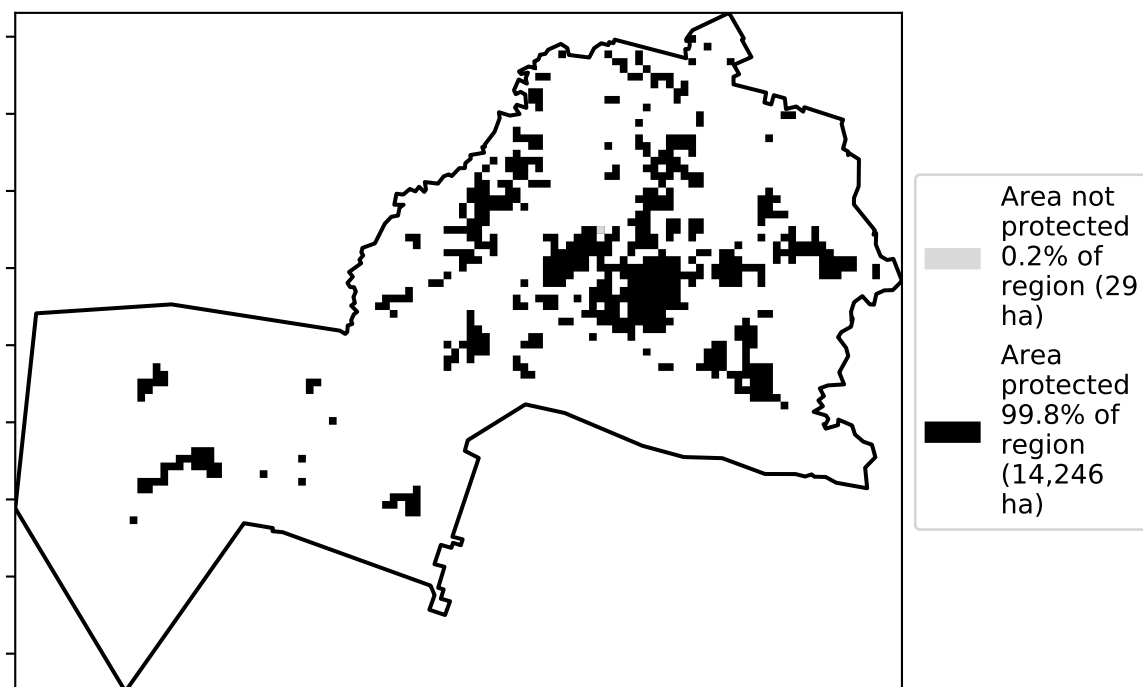 Area not
protected
0.2% of
region (29
ha)
Area
protected
99.8% of
region
(14,246
ha)